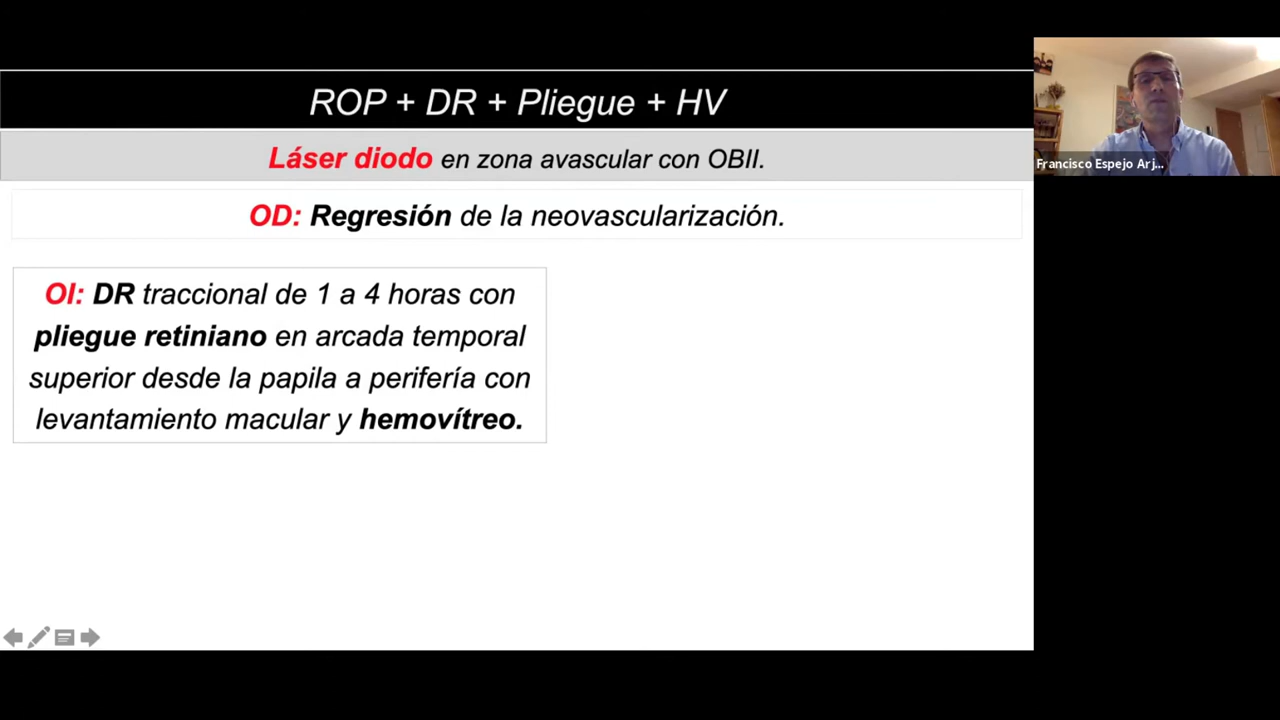 ROP + DR + Pliegue + HV
Láser diodo en zona avascular con OBII.
OD: Regresión de la neovascularización.
OI: DR traccional de 1 a 4 horas con
pliegue retiniano en arcada temporal
superior desde la papila a periferia con
levantamiento macular y hemovítreo.
Francisco Espejo Arj...